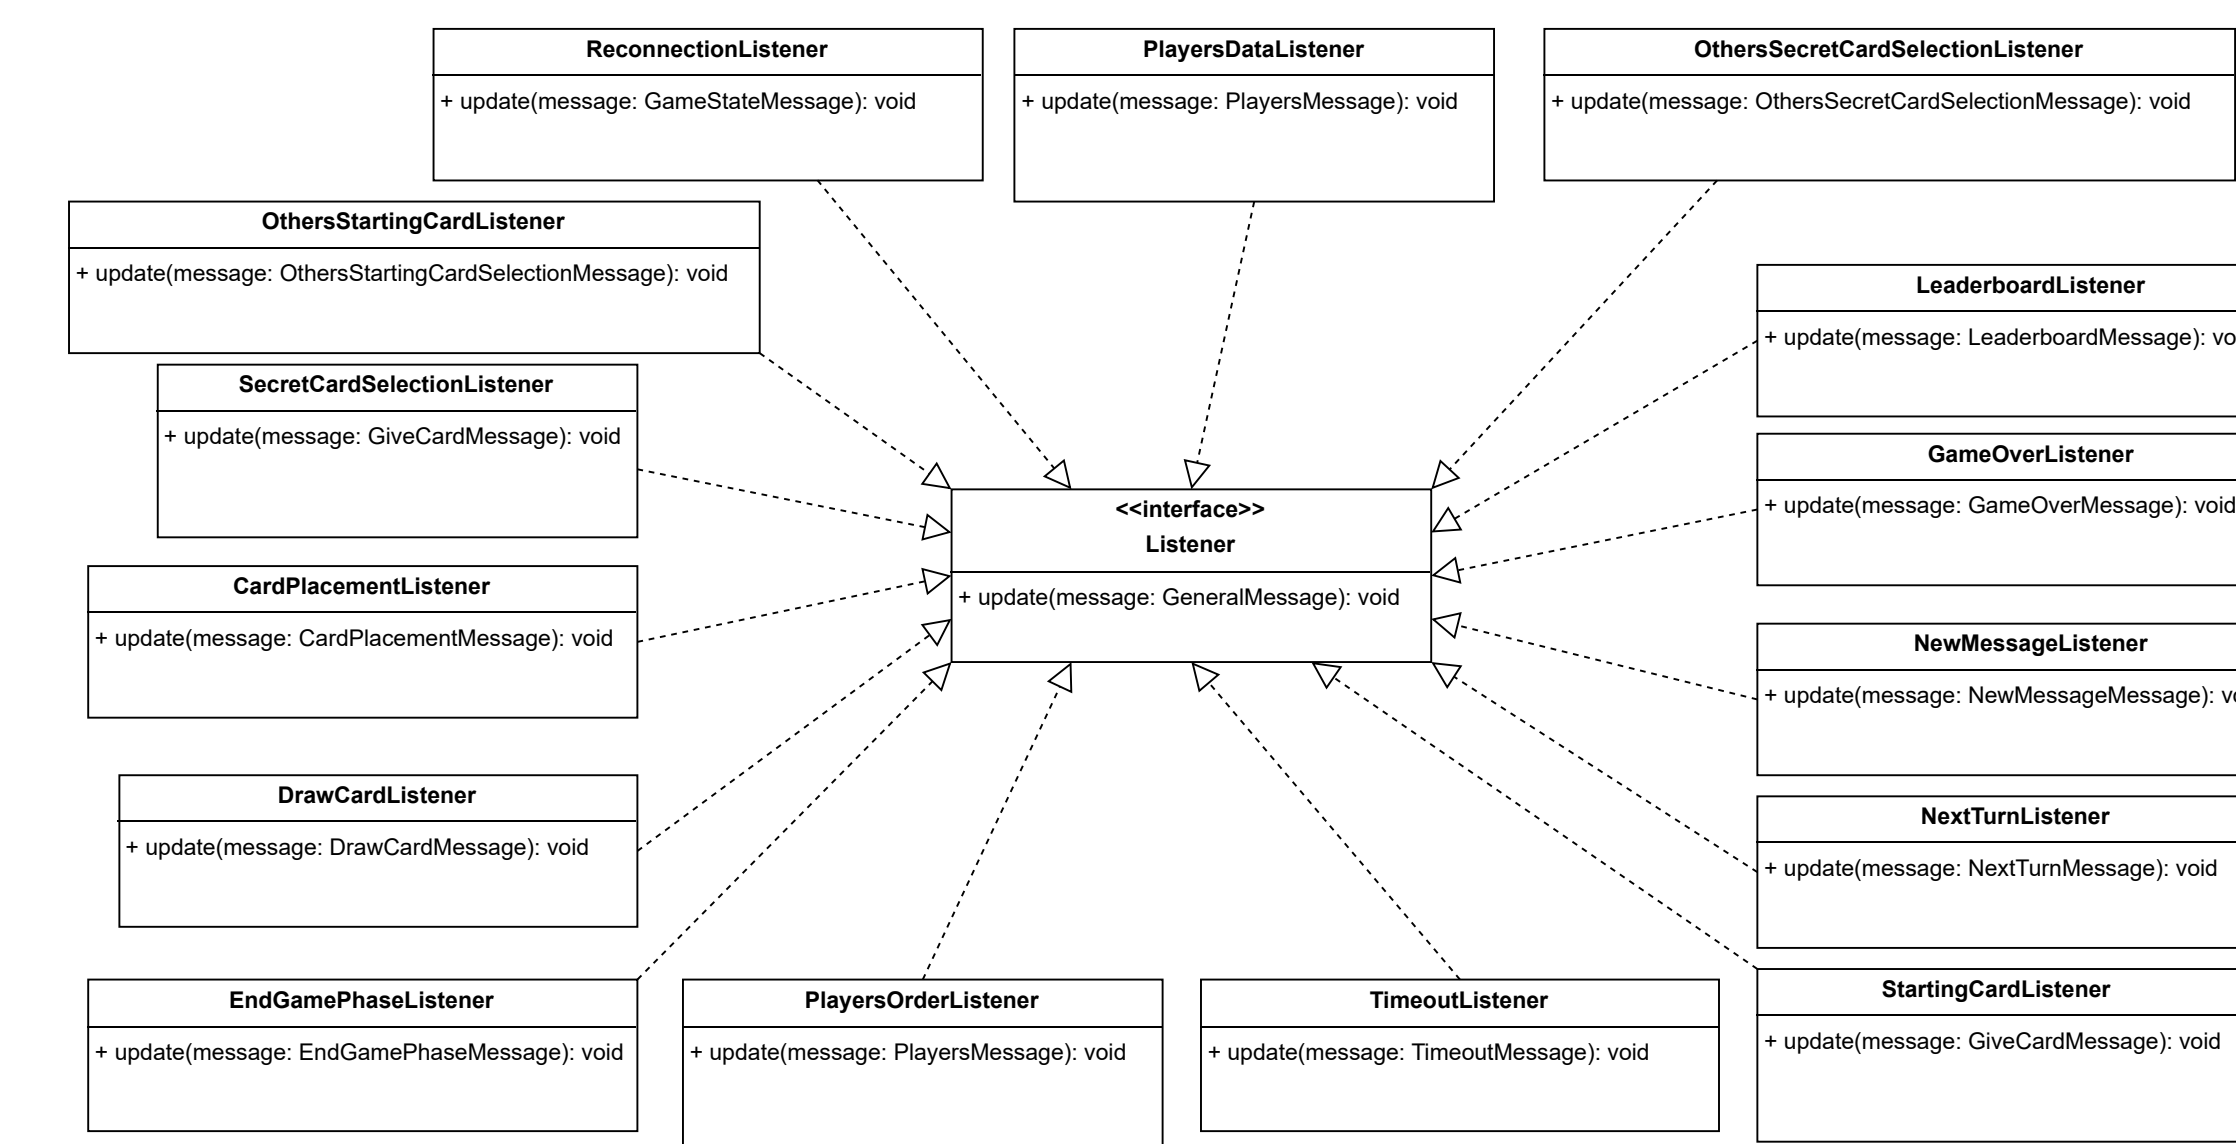 ReconnectionListener
+ update(message: GameStateMessage): void
PlayersDataListener
+ update(message: PlayersMessage): void
OthersSecretCardSelectionListener
+ update(message: OthersSecretCardSelectionMessage): void
OthersStartingCardListener
+ update(message: OthersStartingCardSelectionMessage): void
LeaderboardListener
+ update(message: LeaderboardMessage): vo
SecretCardSelectionListener
+ update(message: GiveCardMessage): void
GameOverListener
+ update(message: GameOverMessage): void
<<interface>>
Listener
+ update(message: GeneralMessage): void
CardPlacementListener
+ update(message: CardPlacementMessage): void
NewMessageListener
+ update(message: NewMessageMessage): vo
DrawCardListener
+ update(message: DrawCardMessage): void
NextTurnListener
+ update(message: NextTurnMessage): void
EndGamePhaseListener
+ update(message: EndGamePhaseMessage): void
PlayersOrderListener
+ update(message: PlayersMessage): void
TimeoutListener
+ update(message: TimeoutMessage): void
StartingCardListener
+ update(message: GiveCardMessage): void